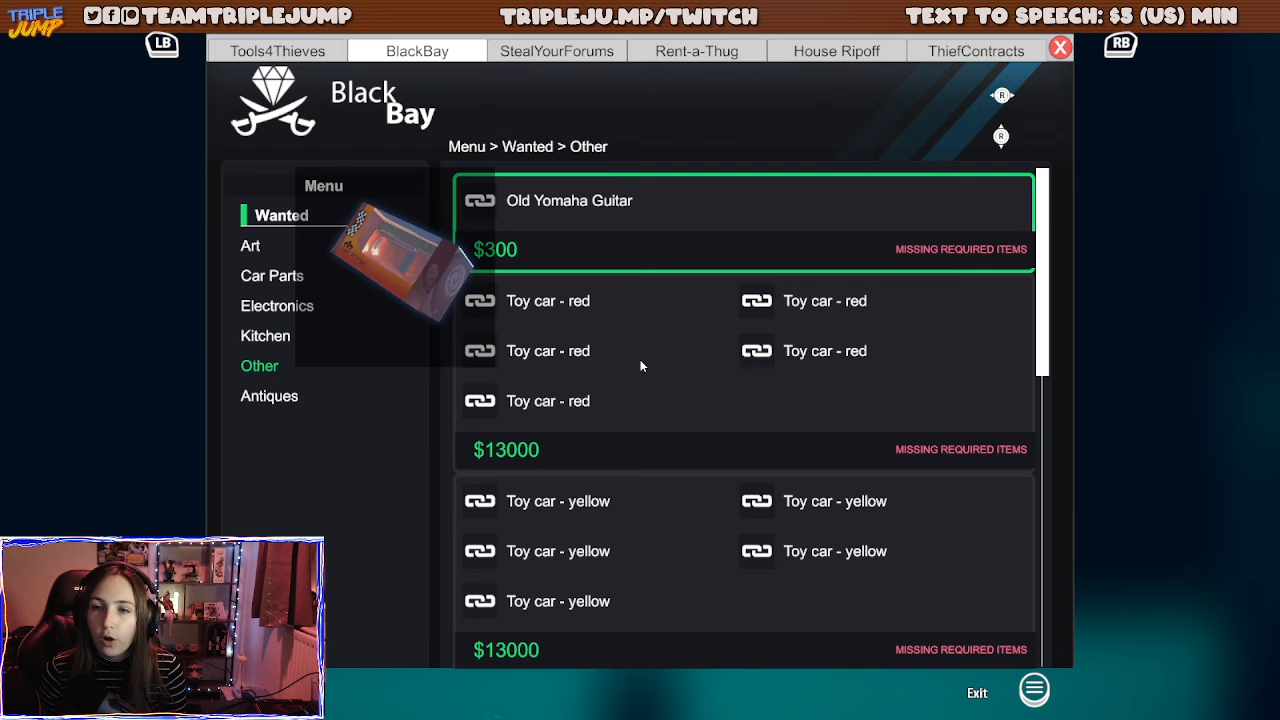 TRIPLE JUMP
TEAMTRIPLEJUMP
TRIPLEJU.MP/TWITCH
TEXT TO SPEECH: $5 (US) MIN
LB
Tools4Thieves
BlackBay
StealYourForums
Rent-a-Thug
House Ripoff
ThiefContracts
X
RB
Black
Bay
R
Menu > Wanted > Other
R
Menu
Wanted
Art
Car Parts
Electronics
Kitchen
Other
Antiques
Old Yomaha Guitar
$300 MISSING REQUIRED ITEMS
Toy car - red Toy car - red
Toy car - red Toy car - red
Toy car - red
$13000 MISSING REQUIRED ITEMS
Toy car - yellow Toy car - yellow
Toy car - yellow Toy car - yellow
Toy car - yellow
$13000 MISSING REQUIRED ITEMS
Exit